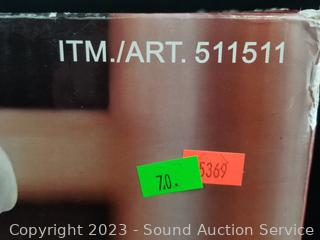 ITM./ART. 511511
5369
70.
Copyright 2023 - Sound Auction Service